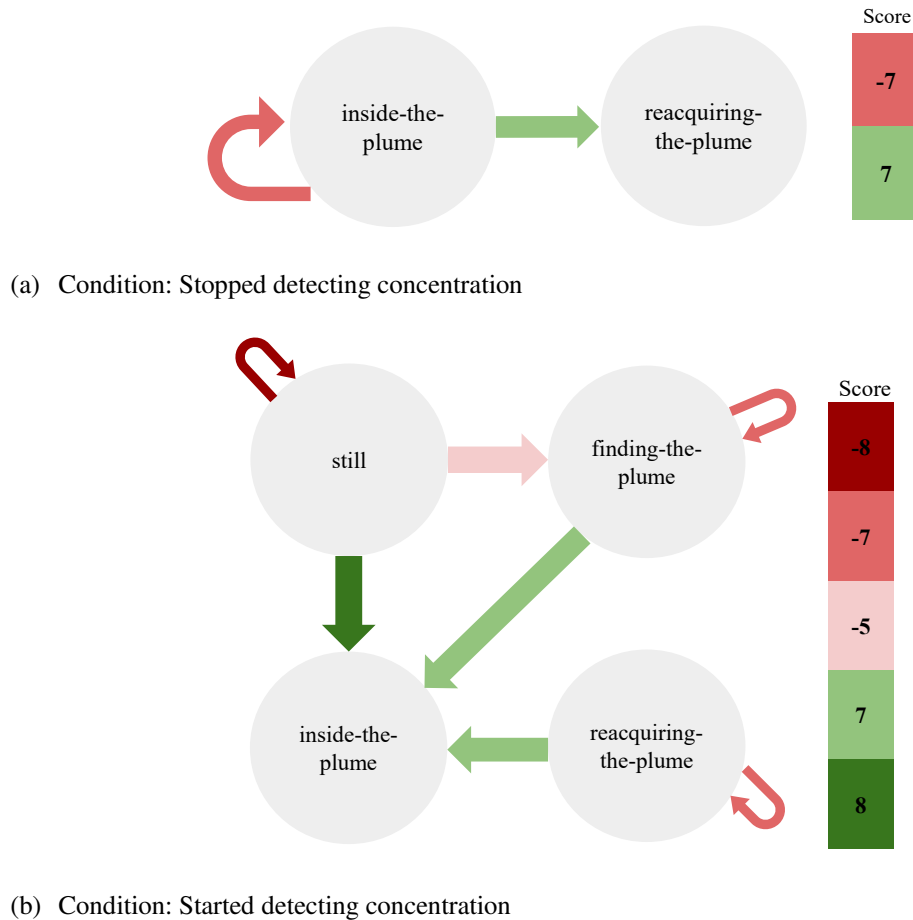 Score
inside-the-
plume
reacquiring-
the-plume
-7
7
(a) Condition: Stopped detecting concentration
Score
still
finding-the-
plume
-8
-7
-5
7
8
inside-the-
plume
reacquiring-
the-plume
(b) Condition: Started detecting concentration